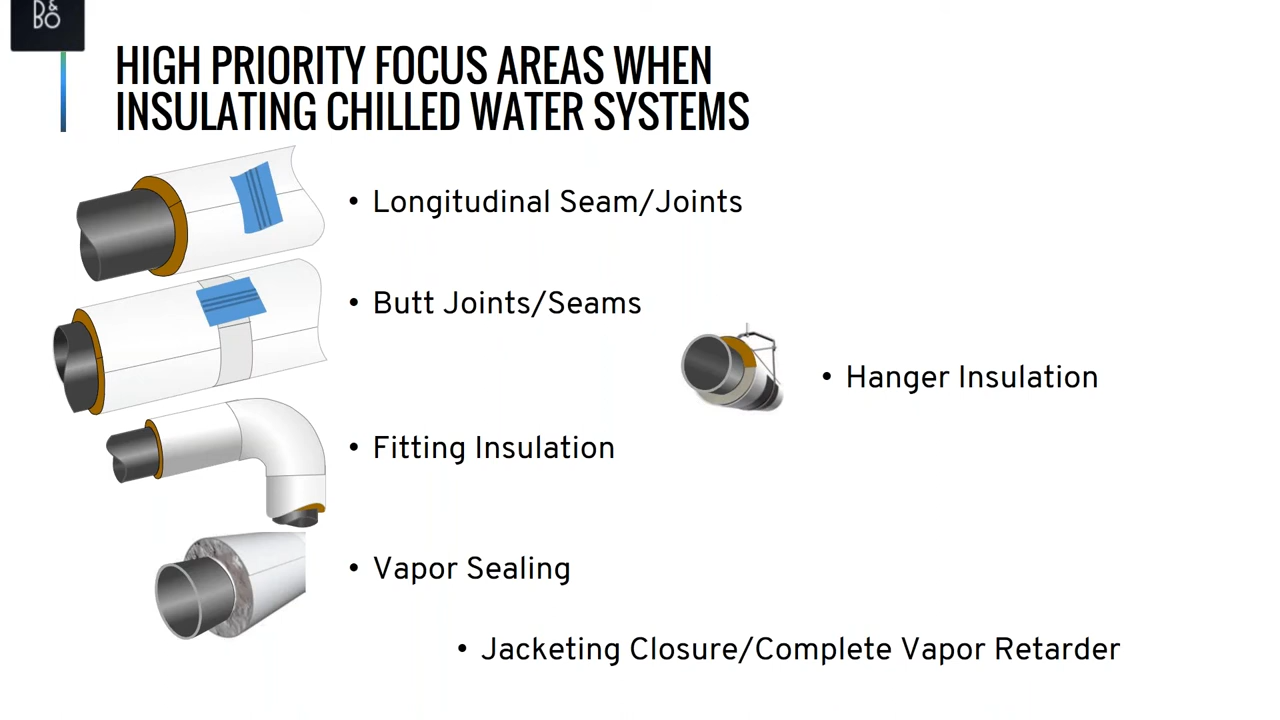 B&
BO
HIGH PRIORITY FOCUS AREAS WHEN
INSULATING CHILLED WATER SYSTEMS
• Longitudinal Seam/Joints
• Butt Joints/Seams
• Hanger Insulation
• Fitting Insulation
• Vapor Sealing
• Jacketing Closure/Complete Vapor Retarder